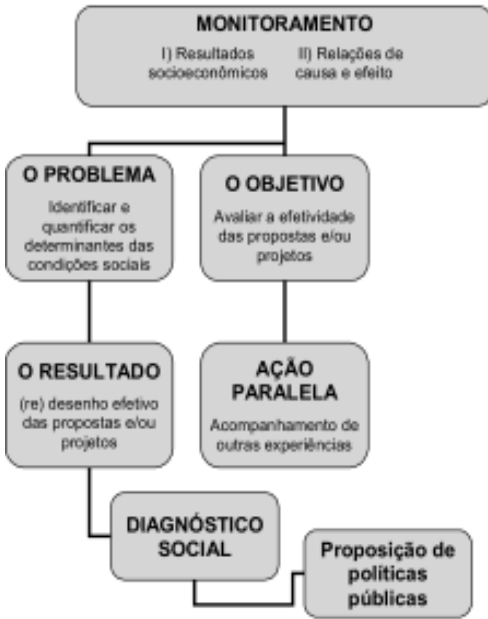 MONITORAMENTO
I) Resultados socioeconômicos
II) Relações de causa e efeito
O PROBLEMA
Identificar e
quantificar os
determinantes das
condições sociais
O OBJETIVO
Avaliar a efetividade
das propostas e/ou
projetos
O RESULTADO
(re) desenho efetivo
das propostas e/ou
projetos
AÇÃO
PARALELA
Acompanhamento de
outras experiências
DIAGNÓSTICO
SOCIAL
Proposição de
políticas
públicas